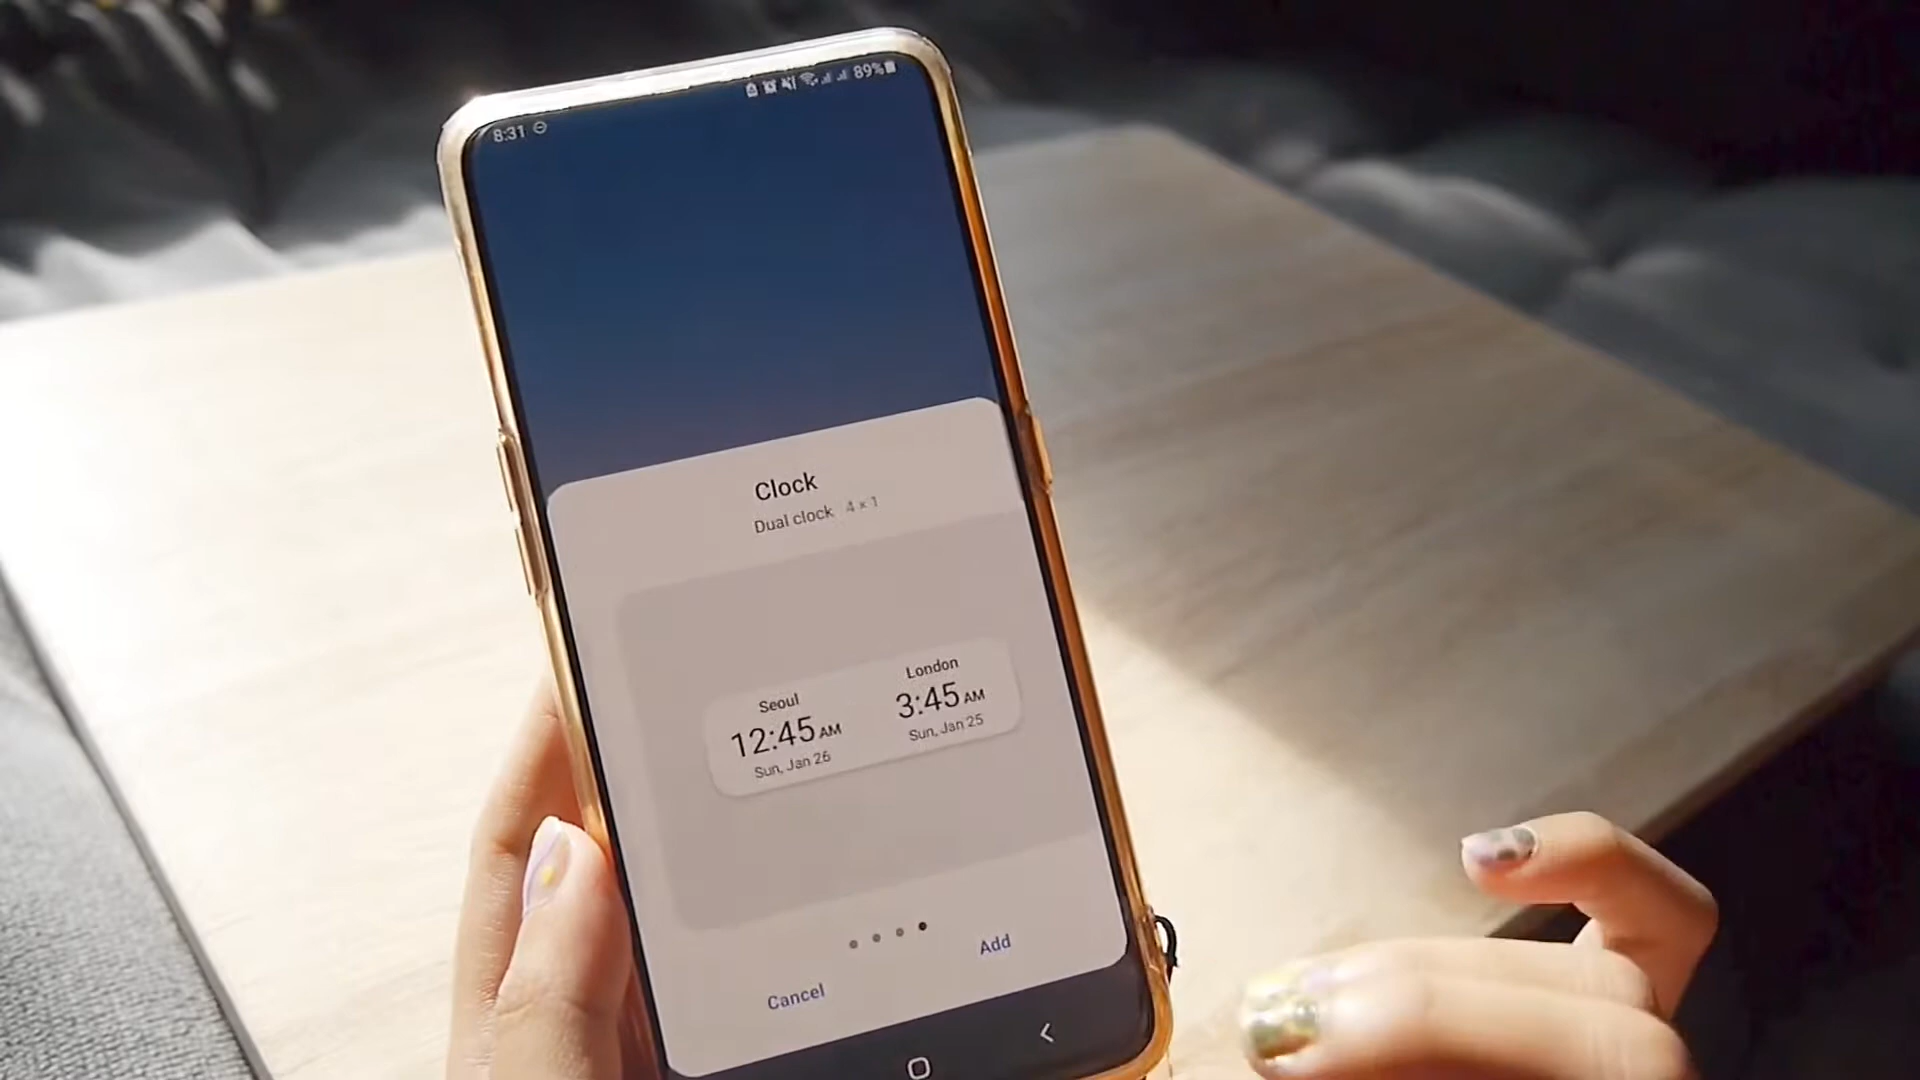 8:31
89%
Clock
Dual clock 4 × 1
Seoul
12:45 AM
Sun, Jan 26
London
3:45 AM
Sun, Jan 25
Cancel
Add